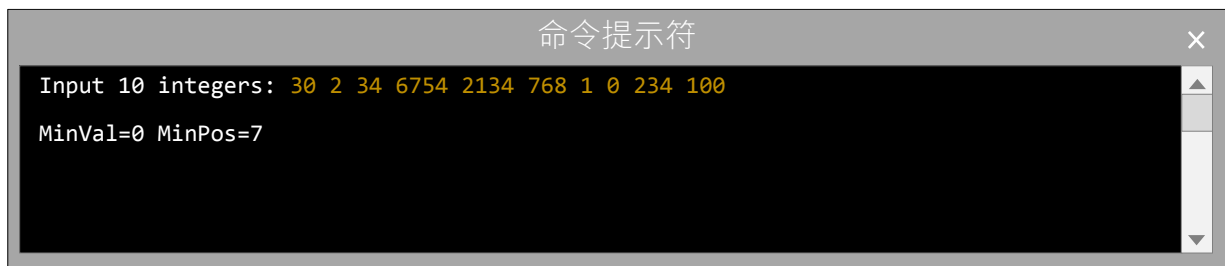 命令提示符
Input 10 integers: 30 2 34 6754 2134 768 1 0 234 100
MinVal=0 MinPos=7